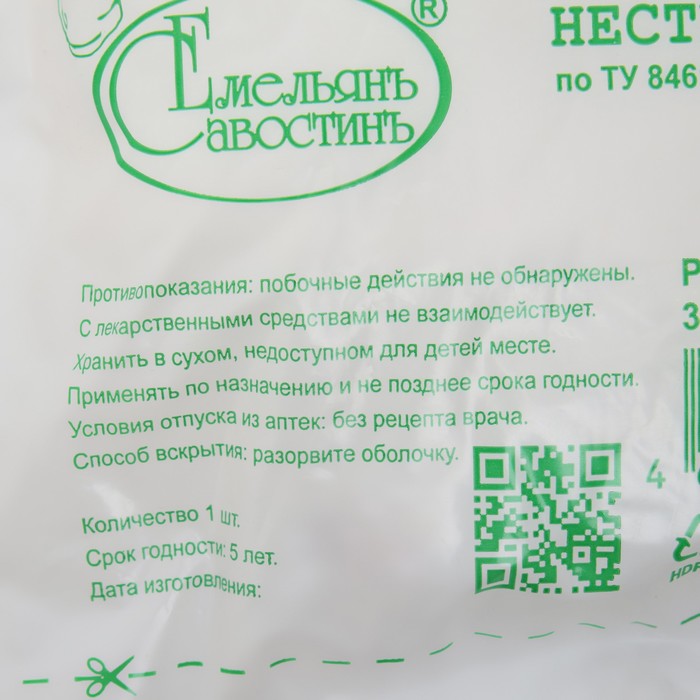 ЕМЕЛЬЯНЪ
САВОСТИНЪ
®
НЕСТ
по ТУ 846
Противопоказания: побочные действия не обнаружены.
С лекарственными средствами не взаимодействует.
Хранить в сухом, недоступном для детей месте.
Применять по назначению и не позднее срока годности.
Условия отпуска из аптек: без рецепта врача.
Способ вскрытия: разорвите оболочку.
Количество 1 шт.
Срок годности: 5 лет.
Дата изготовления:
Р
З
4